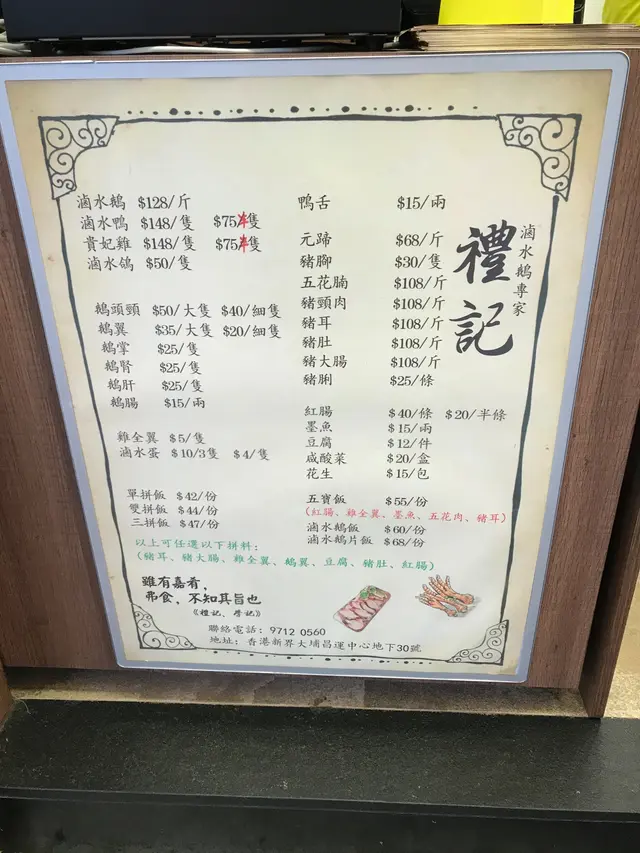 滷水鵝 $128/斤
滷水鴨 $148/隻 $75半隻
貴妃雞 $148/隻 $75半隻
滷水鴿 $50/隻
鵝頭頸 $50/大隻 $40/細隻
鵝翼 $35/大隻 $20/細隻
鵝掌 $25/隻
鵝腎 $25/隻
鵝肝 $25/隻
鵝腸 $15/兩
雞全翼 $5/隻
滷水蛋 $10/3隻 $4/隻
單拼飯 $42/份
雙拼飯 $44/份
三拼飯 $47/份
以上可任選以下拼料:
(豬耳、豬大腸、雞全翼、鵝翼、豆腐、豬肚、紅腸)
鴨舌 $15/兩
元蹄 $68/斤
豬腳 $30/隻
五花腩 $108/斤
豬頸肉 $108/斤
豬耳 $108/斤
豬肚 $108/斤
豬大腸 $108/斤
豬脷 $25/條
紅腸 $40/條 $20/半條
墨魚 $15/兩
豆腐 $12/件
咸酸菜 $20/盒
花生 $15/包
五寶飯 $55/份
(紅腸、雞全翼、墨魚、五花肉、豬耳)
滷水鵝飯 $60/份
滷水鵝片飯 $68/份
滷水鵝專家
禮記
雖有嘉肴，
弗食，不知其旨也
《禮記、學記》
聯絡電話: 9712 0560
地址: 香港新界大埔昌運中心地下30號